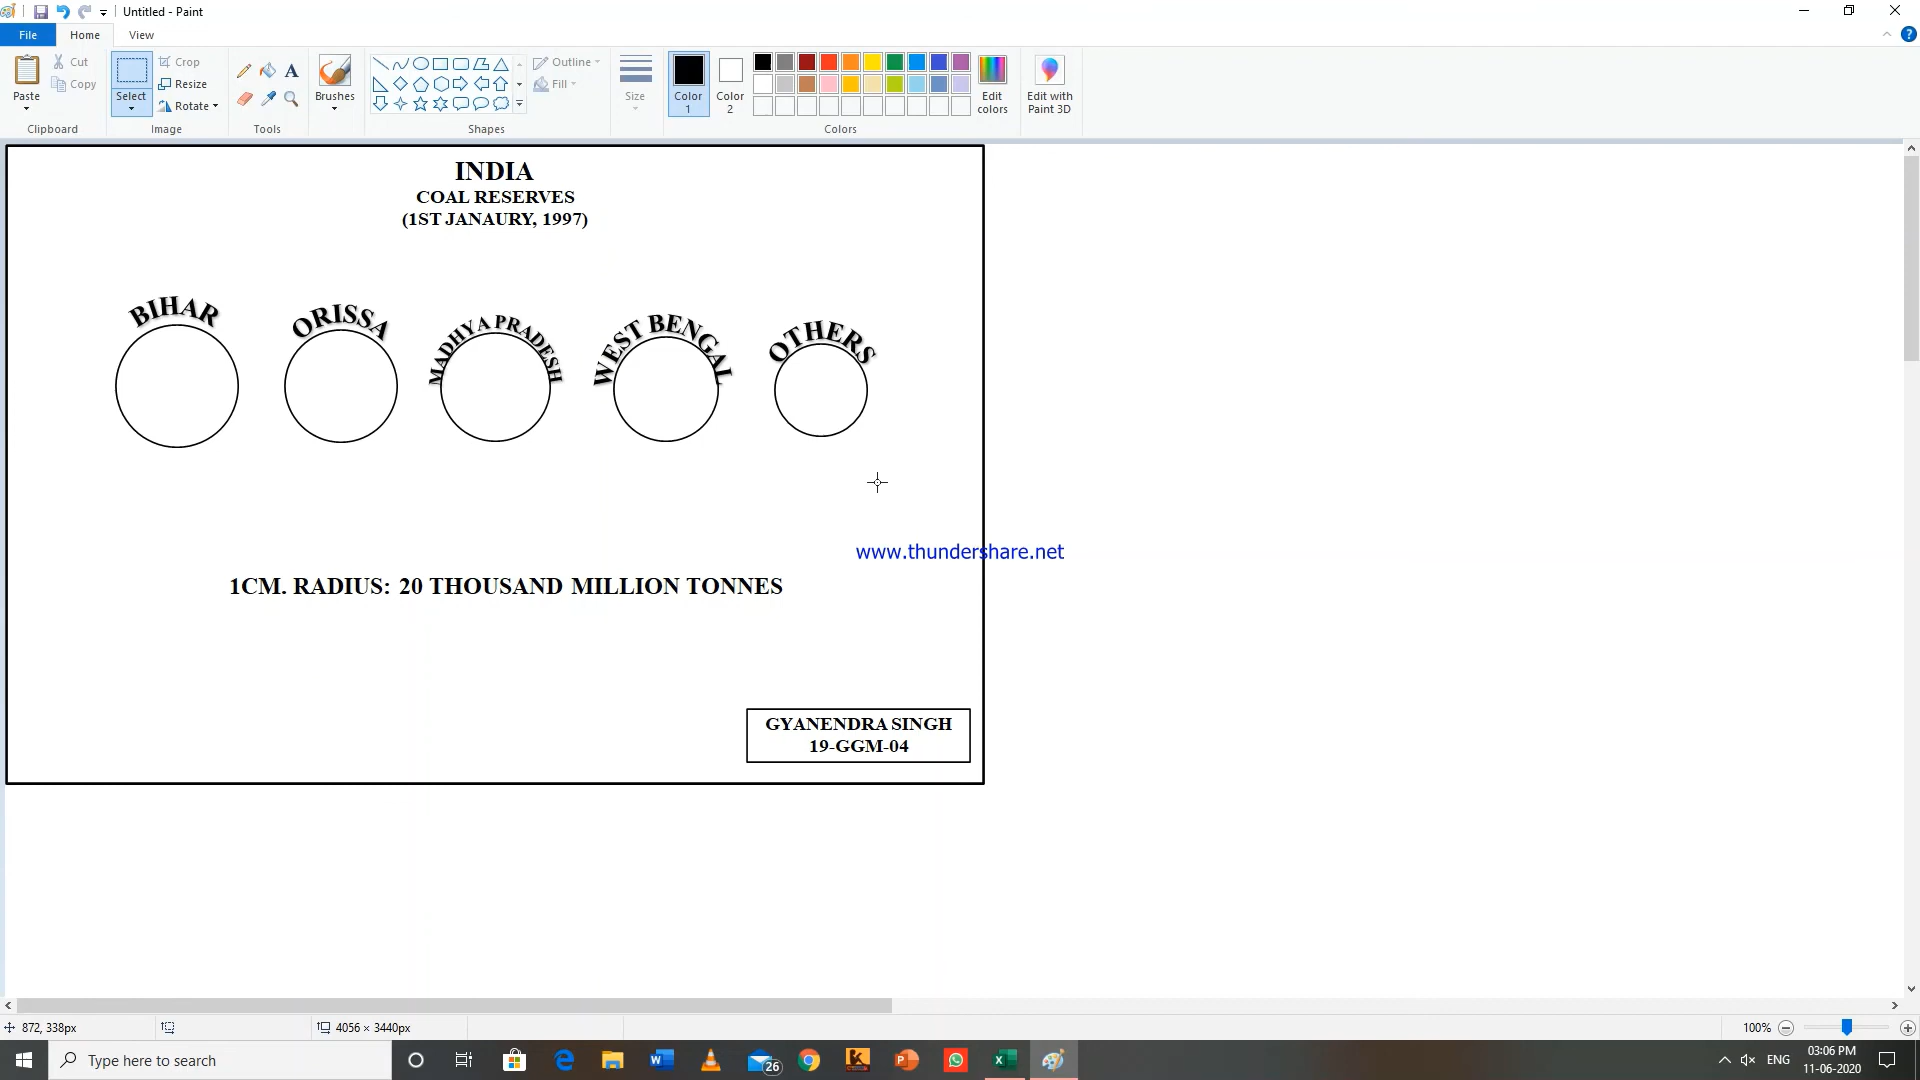 Untitled - Paint
File
Home
View
Paste
Cut
Copy
Clipboard
Select
Crop
Resize
Rotate
Image
Tools
Brushes
Outline
Fill
Shapes
Size
Color
1
Color
2
Edit
colors
Colors
Edit with
Paint 3D
INDIA
COAL RESERVES
(1ST JANAURY, 1997)
BIHAR
ORISSA
MADHYA PRADESH
WEST BENGAL
OTHERS
www.thundershare.net
1CM. RADIUS: 20 THOUSAND MILLION TONNES
GYANENDRA SINGH
19-GGM-04
872, 338px
4056 × 3440px
100%
Type here to search
26
ENG
03:06 PM
11-06-2020